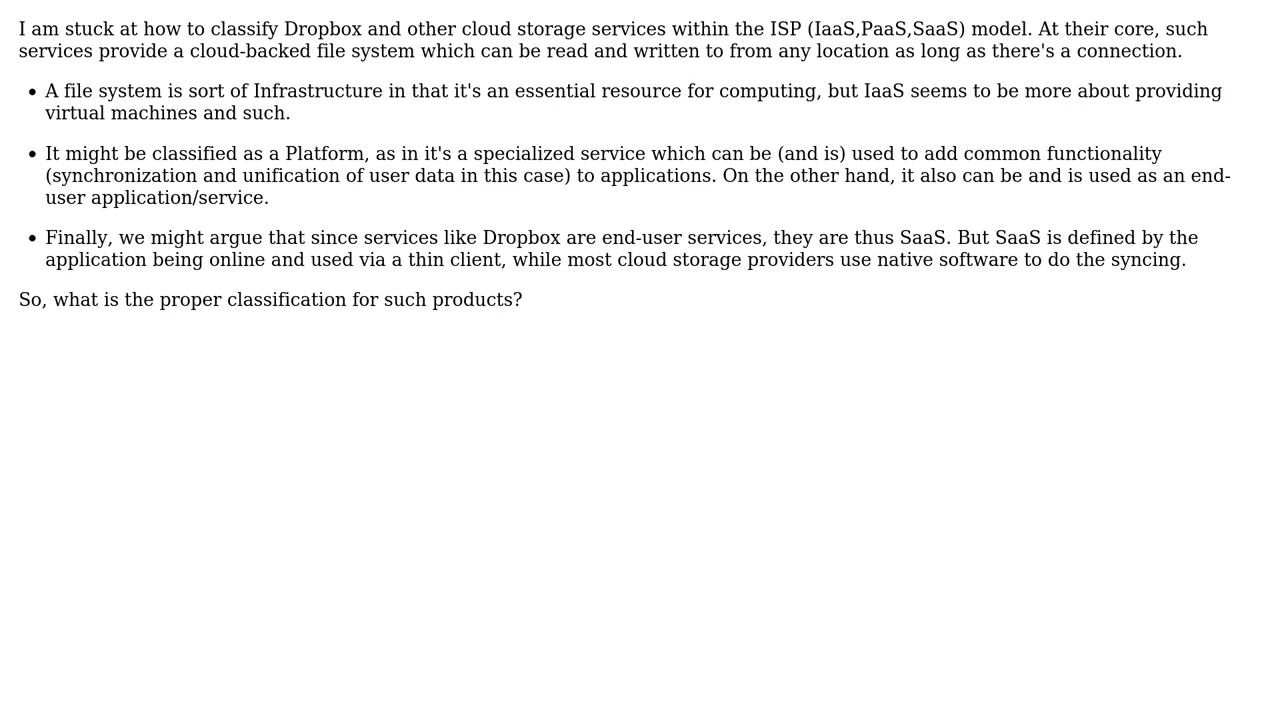 I am stuck at how to classify Dropbox and other cloud storage services within the ISP (IaaS,PaaS,SaaS) model. At their core, such
services provide a cloud-backed file system which can be read and written to from any location as long as there's a connection.
• A file system is sort of Infrastructure in that it's an essential resource for computing, but IaaS seems to be more about providing
virtual machines and such.
• It might be classified as a Platform, as in it's a specialized service which can be (and is) used to add common functionality
(synchronization and unification of user data in this case) to applications. On the other hand, it also can be and is used as an end-
user application/service.
• Finally, we might argue that since services like Dropbox are end-user services, they are thus SaaS. But SaaS is defined by the
application being online and used via a thin client, while most cloud storage providers use native software to do the syncing.
So, what is the proper classification for such products?